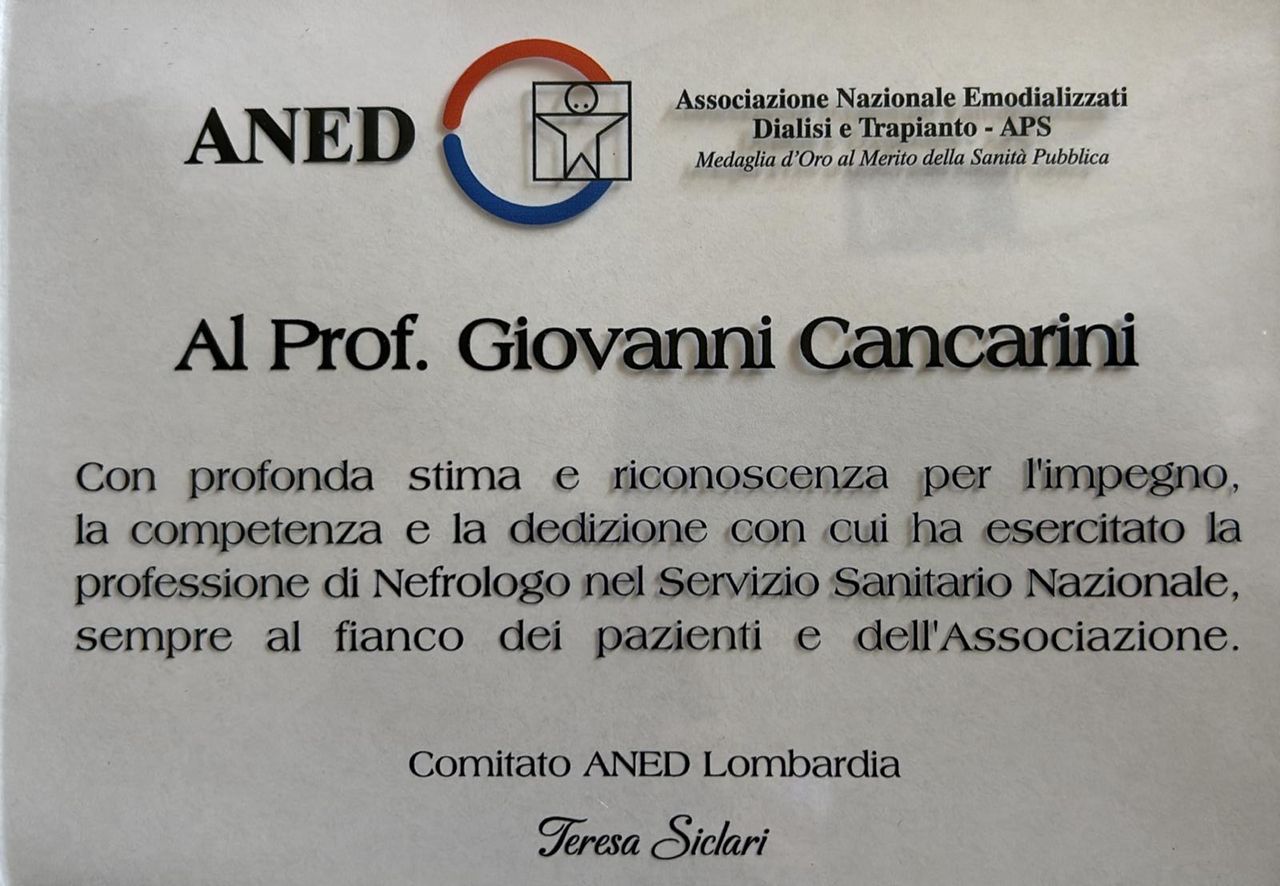 ANED
Associazione Nazionale Emodializzati
Dialisi e Trapianto - APS
Medaglia d'Oro al Merito della Sanità Pubblica
Al Prof. Giovanni Cancarini
Con profonda stima e riconoscenza per l'impegno,
la competenza e la dedizione con cui ha esercitato la
professione di Nefrologo nel Servizio Sanitario Nazionale,
sempre al fianco dei pazienti e dell'Associazione.
Comitato ANED Lombardia
Teresa Siclari